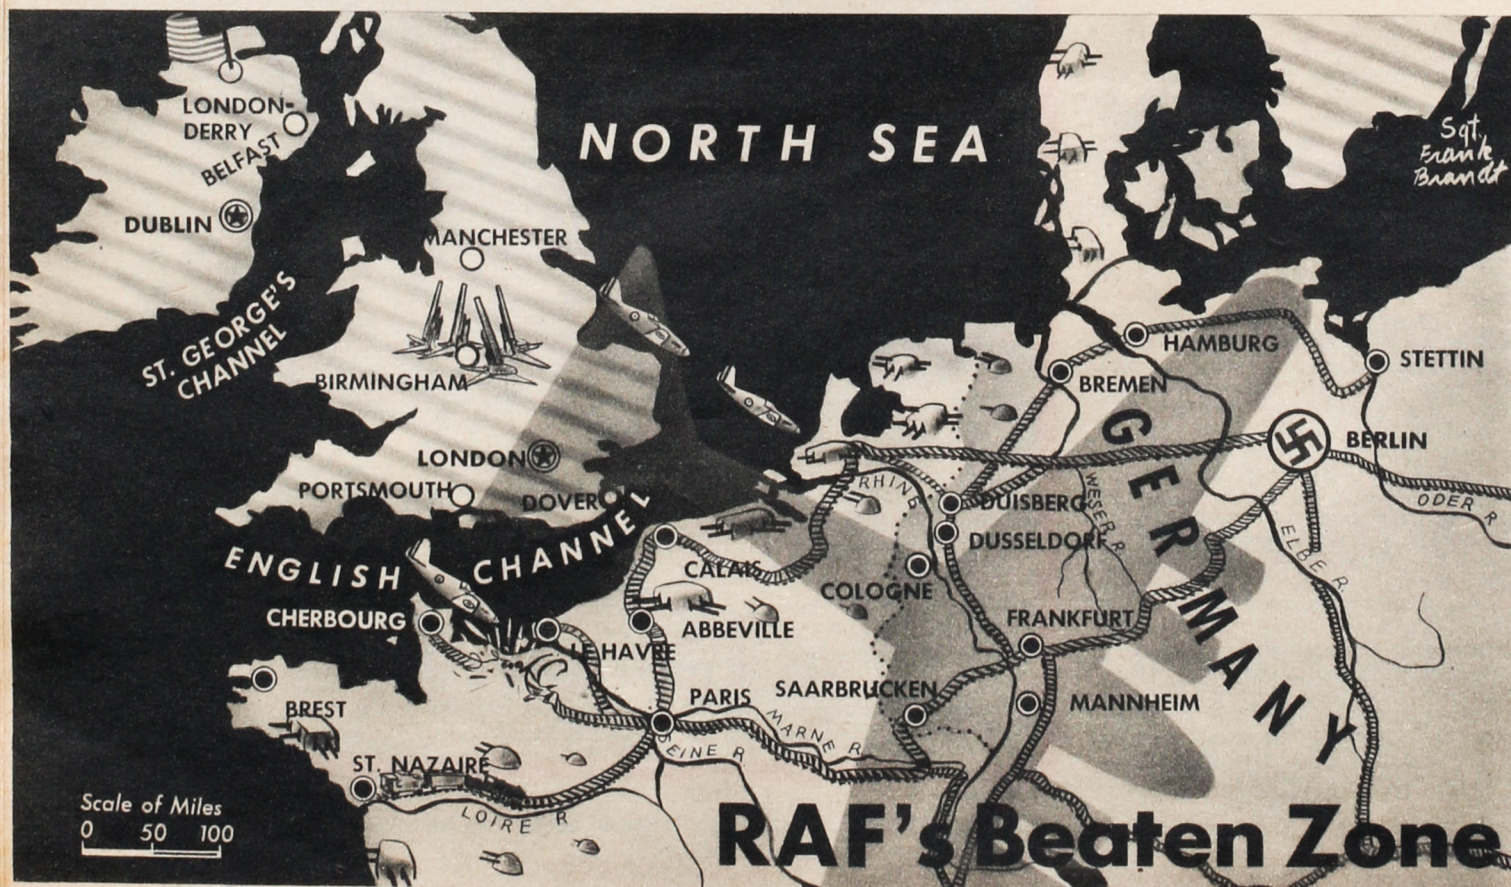 LONDON-
DERRY
BELFAST
DUBLIN
ST. GEORGE'S
CHANNEL
NORTH SEA
Sgt.
Frank
Brandt
MANCHESTER
BIRMINGHAM
LONDON
PORTSMOUTH
DOVER
ENGLISH CHANNEL
HAMBURG
STETTIN
BREMEN
BERLIN
GERMANY
RHINE
DUISBERG
WESER R
DUSSELDORF
ODER R
ELBE R.
CALAIS
COLOGNE
CHERBOURG
ABBEVILLE
FRANKFURT
LE HAVRE
BREST
PARIS
SAARBRUCKEN
MANNHEIM
MARNE R
SEINE R
ST. NAZAIRE
LOIRE R
Scale of Miles
0 50 100
RAF's Beaten Zone